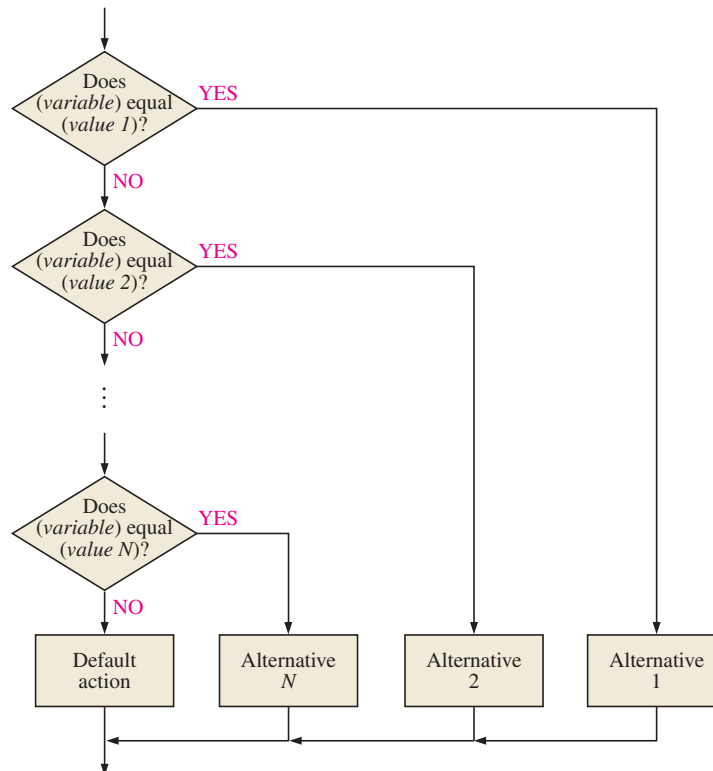 Does
(variable) equal
(value 1)?
YES
NO
Does
(variable) equal
(value 2)?
YES
NO
⋮
Does
(variable) equal
(value N)?
YES
NO
Default
action
Alternative
N
Alternative
2
Alternative
1